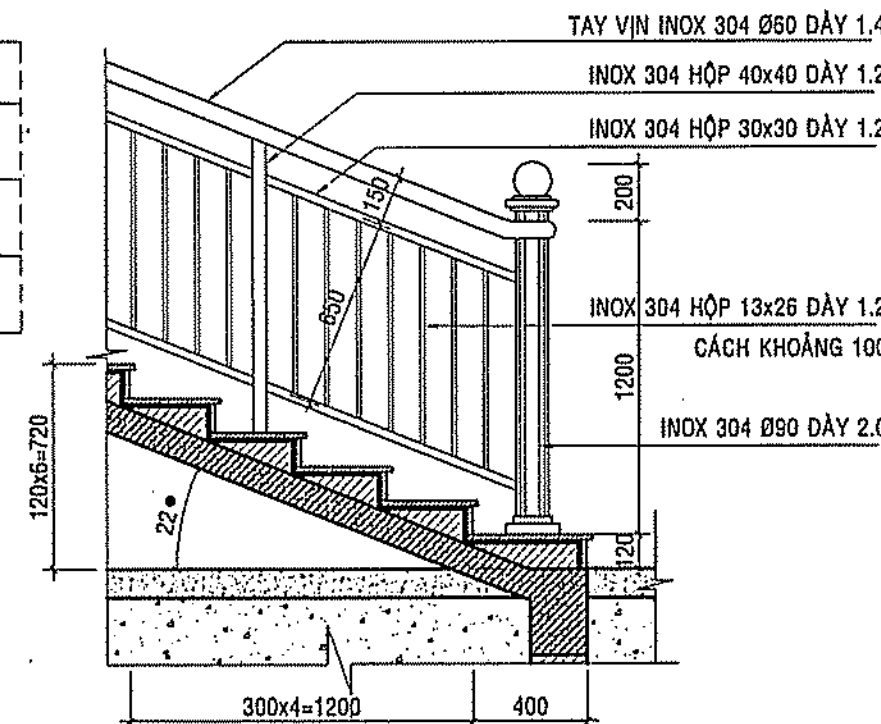 TAY VỊN INOX 304 Ø60 DÀY 1.4
INOX 304 HỘP 40x40 DÀY 1.2
INOX 304 HỘP 30x30 DÀY 1.2
200
150
650
INOX 304 HỘP 13x26 DÀY 1.2
CÁCH KHOẢNG 100
1200
INOX 304 Ø90 DÀY 2.0
120x6=720
22
120
300x4=1200
400